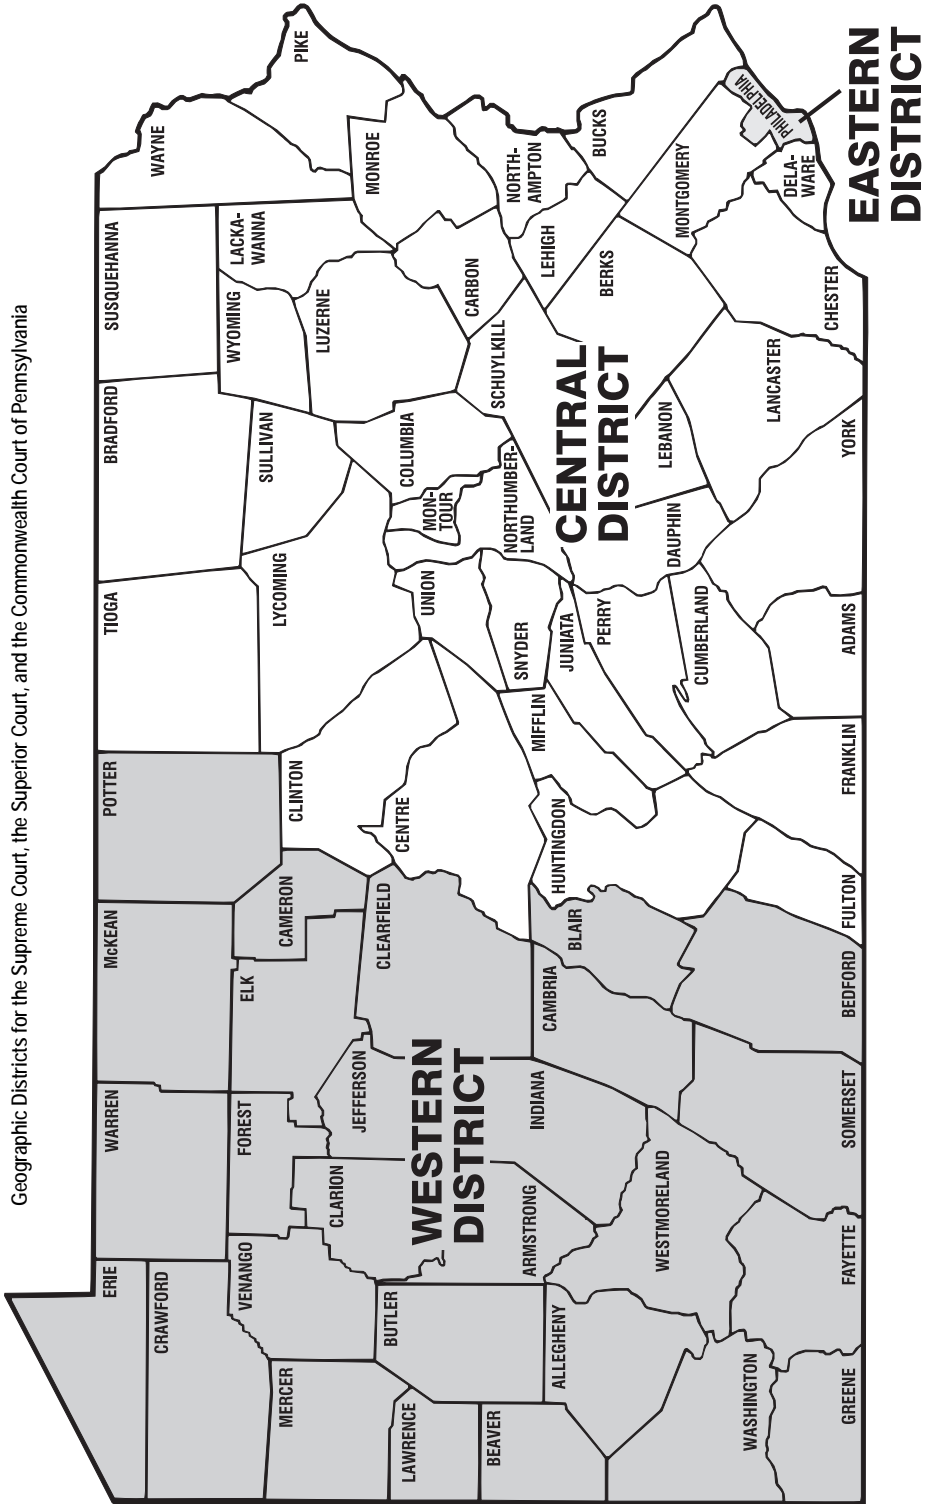 Geographic Districts for the Supreme Court, the Superior Court, and the Commonwealth Court of Pennsylvania
ERIE
WARREN
McKEAN
POTTER
TIOGA
BRADFORD
SUSQUEHANNA
WAYNE
CRAWFORD
VENANGO
FOREST
ELK
CAMERON
CLINTON
LYCOMING
SULLIVAN
WYOMING
LACKA-
WANNA
PIKE
MERCER
CLARION
JEFFERSON
CLEARFIELD
CENTRE
UNION
MON-
TOUR
COLUMBIA
LUZERNE
MONROE
LAWRENCE
BUTLER
WESTERN
DISTRICT
ARMSTRONG
INDIANA
CAMBRIA
BLAIR
HUNTINGDON
MIFFLIN
SNYDER
JUNIATA
PERRY
NORTHUMBER-
LAND
CENTRAL
DISTRICT
SCHUYLKILL
CARBON
LEHIGH
NORTH-
AMPTON
BUCKS
BEAVER
ALLEGHENY
WESTMORELAND
CUMBERLAND
DAUPHIN
LEBANON
BERKS
MONTGOMERY
PHILADELPHIA
WASHINGTON
GREENE
FAYETTE
SOMERSET
BEDFORD
FULTON
FRANKLIN
ADAMS
YORK
LANCASTER
CHESTER
DELA-
WARE
EASTERN
DISTRICT